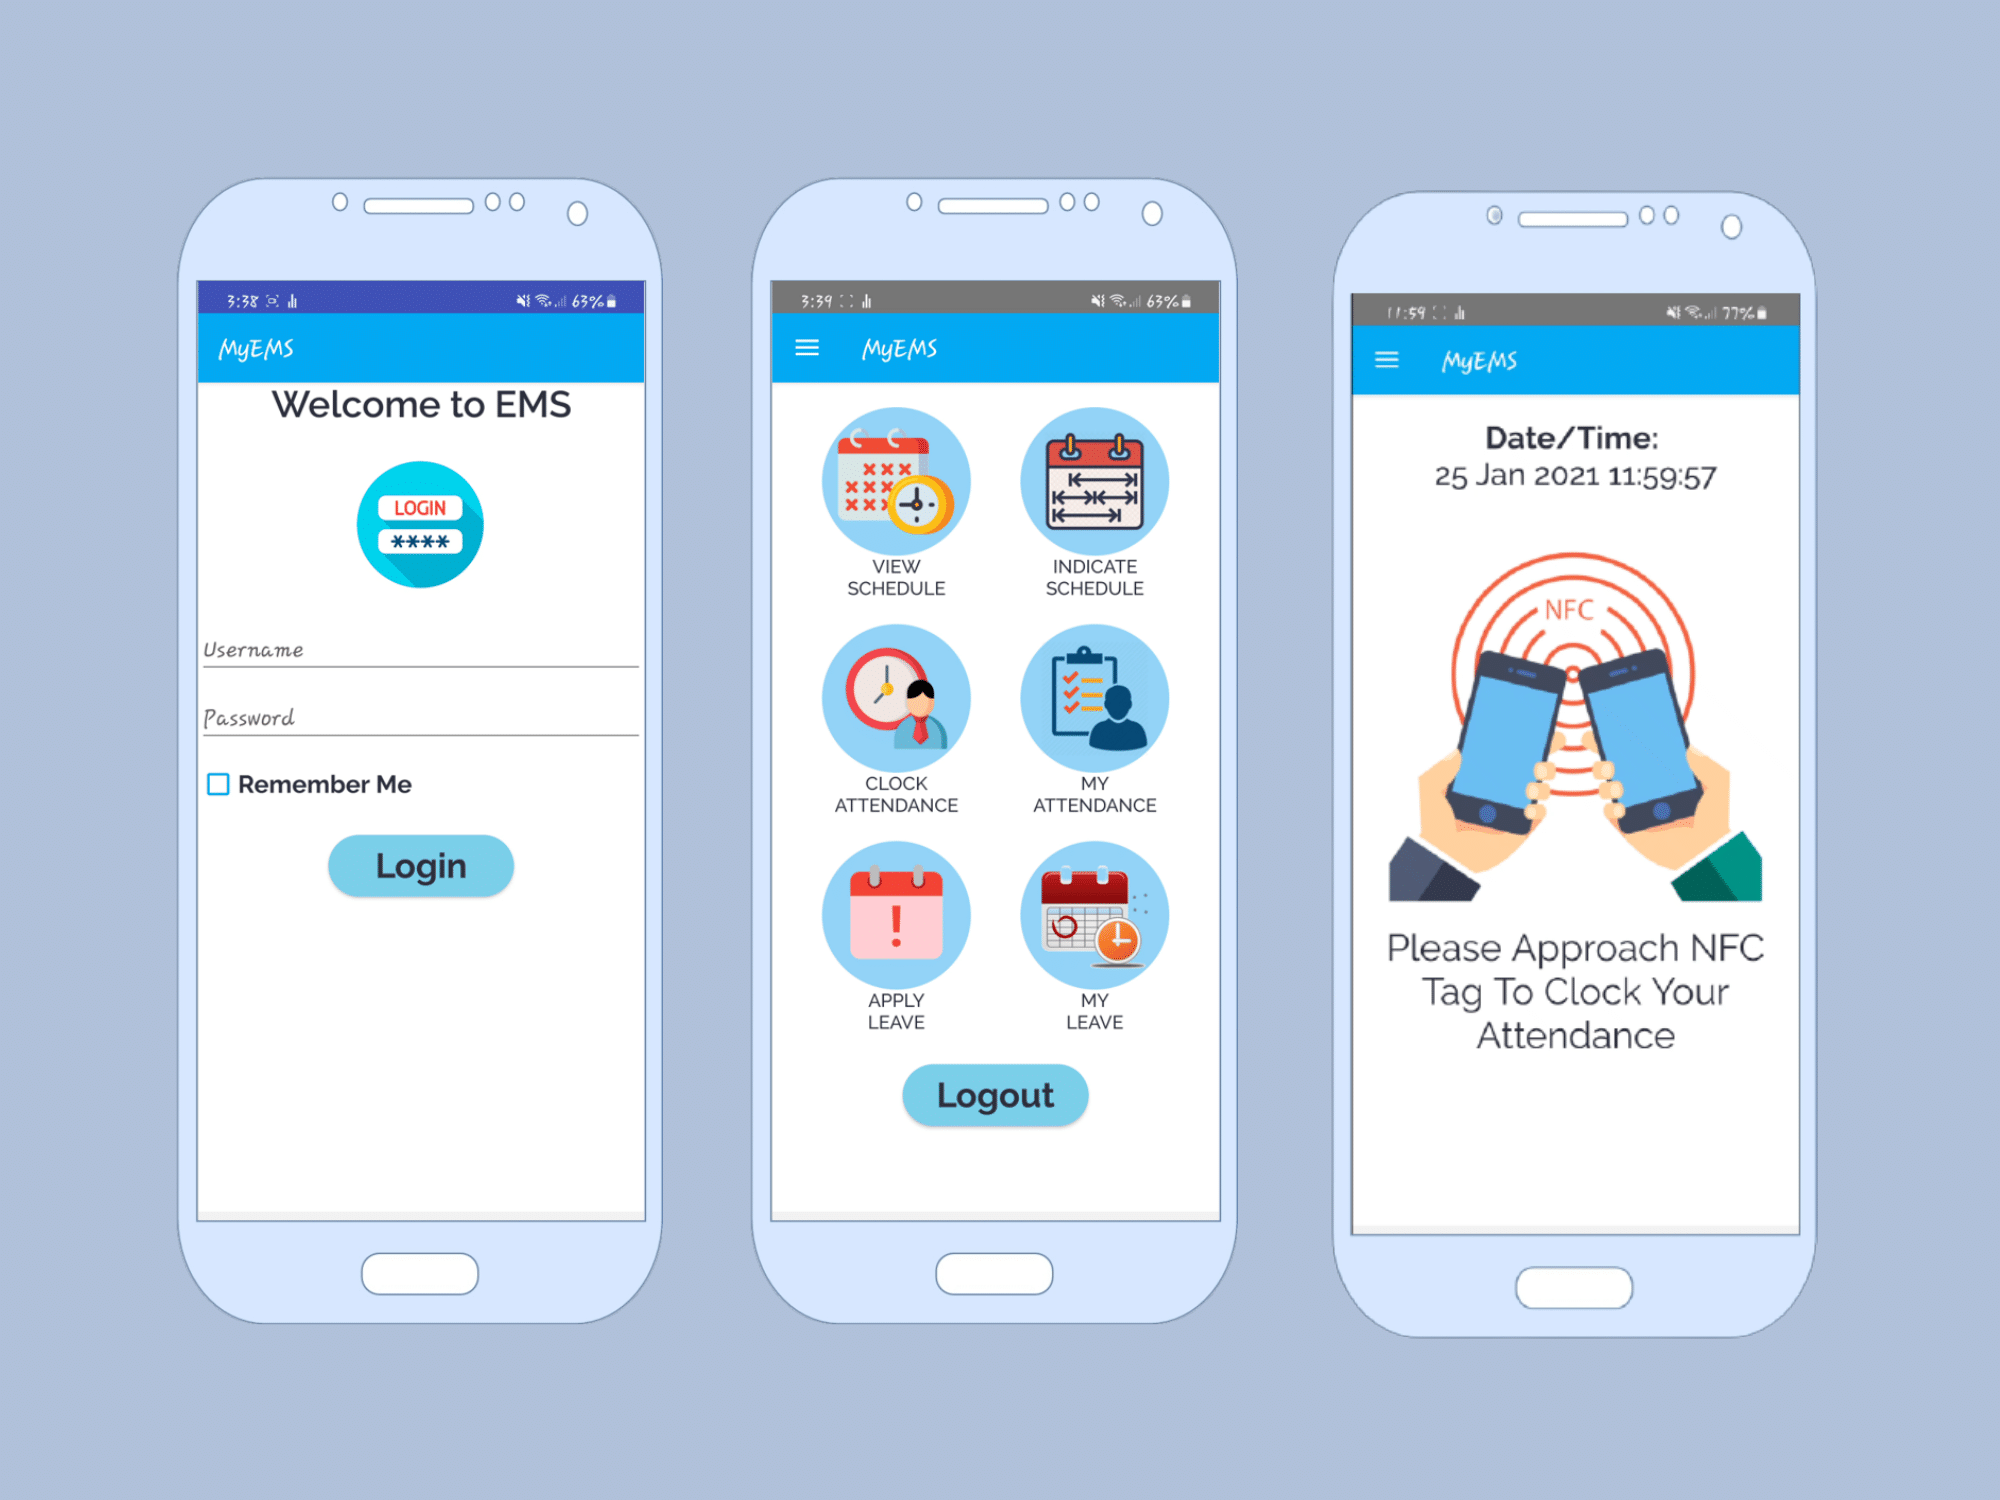 3:38
63%
MyEMS
Welcome to EMS
LOGIN
****
Username
Password
Remember Me
Login
3:39
63%
MyEMS
VIEW
SCHEDULE
INDICATE
SCHEDULE
CLOCK
ATTENDANCE
MY
ATTENDANCE
APPLY
LEAVE
MY
LEAVE
Logout
11:59
77%
MyEMS
Date/Time:
25 Jan 2021 11:59:57
NFC
Please Approach NFC
Tag To Clock Your
Attendance